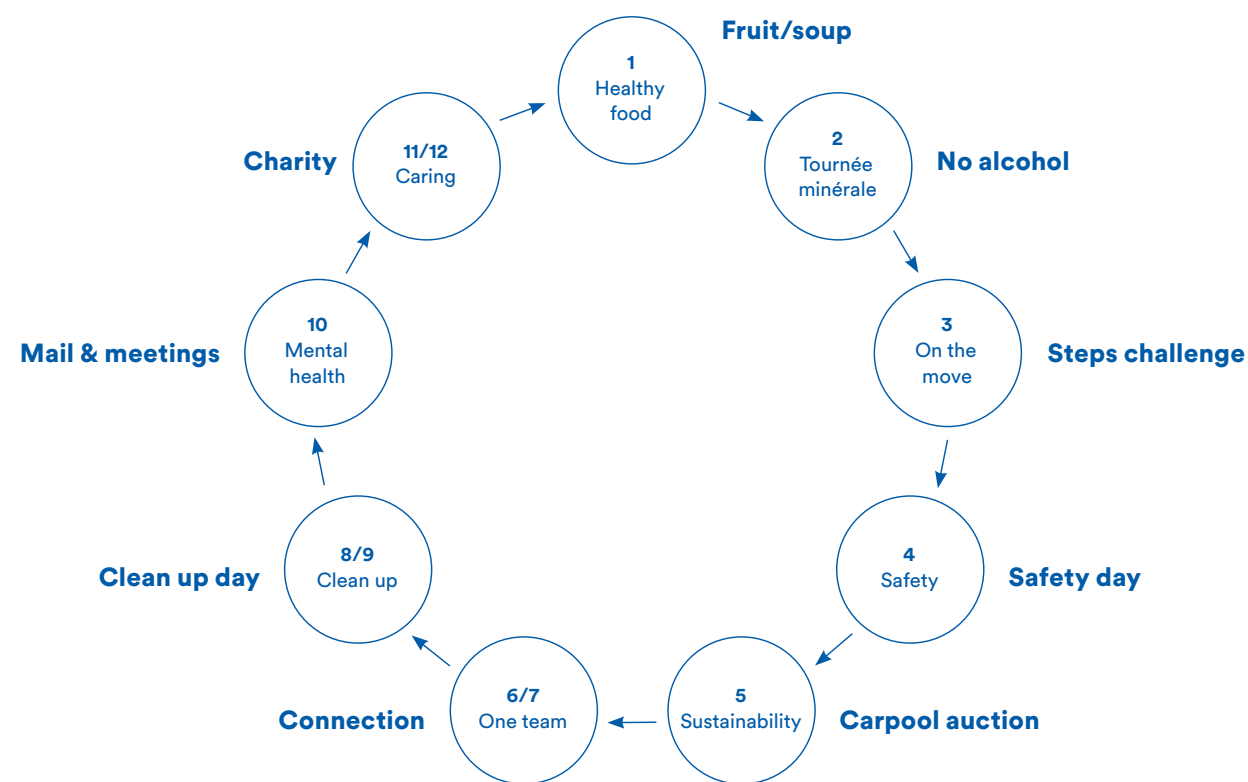 Fruit/soup
1
Healthy
food
2
Tournée
minérale
No alcohol
3
On the
move
Steps challenge
4
Safety
Safety day
5
Sustainability
Carpool auction
6/7
One team
Connection
8/9
Clean up
Clean up day
10
Mental
health
Mail & meetings
11/12
Caring
Charity